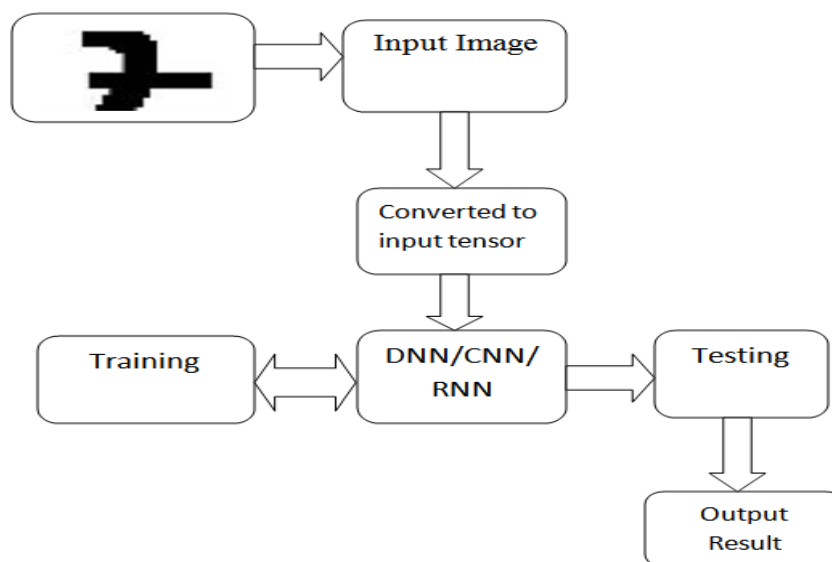 Input Image
Converted to
input tensor
Training
DNN/CNN/
RNN
Testing
Output
Result